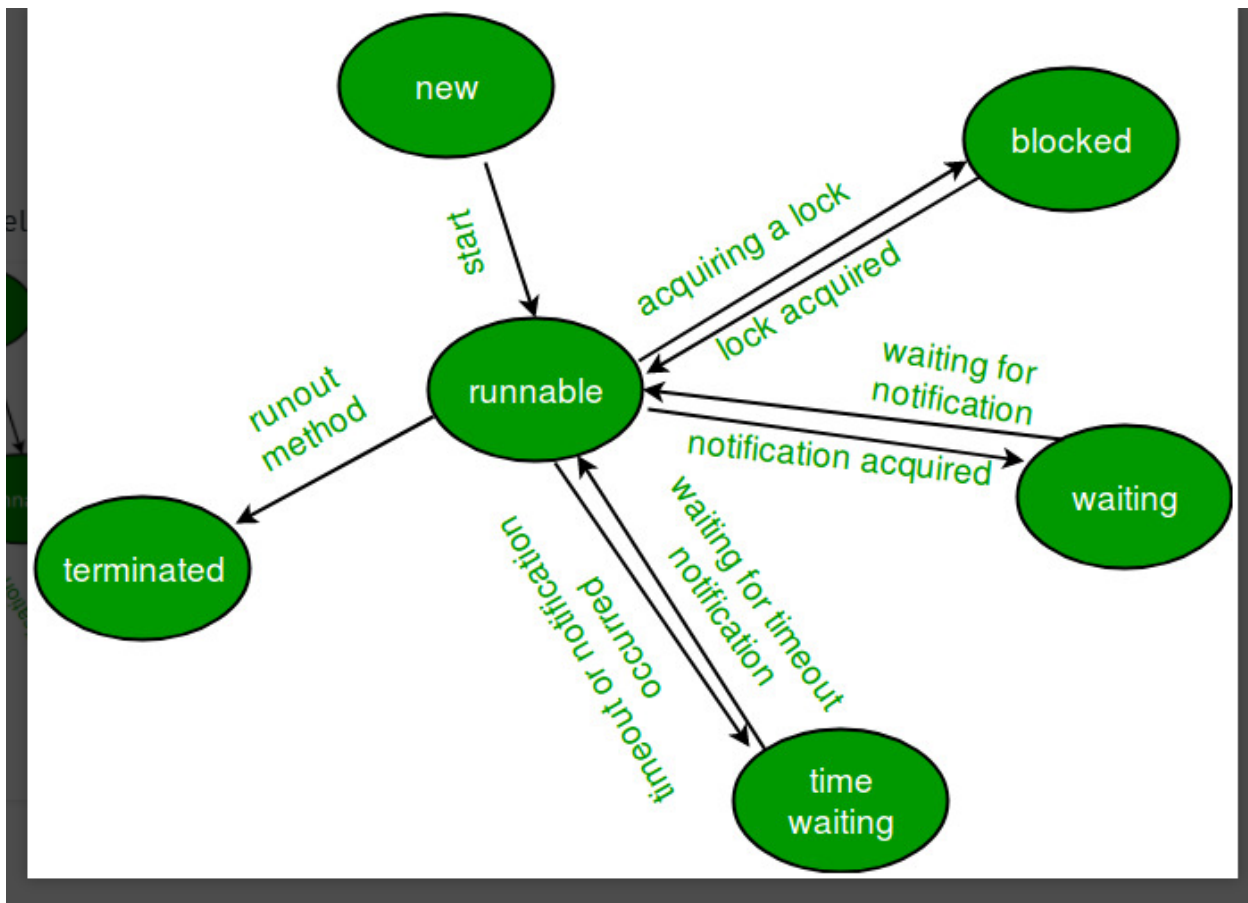 new
blocked
start
acquiring a lock
lock acquired
runnable
waiting for
notification
notification acquired
waiting
runout
method
terminated
waiting for timeout
notification
timeout or notification
occurred
time
waiting
el